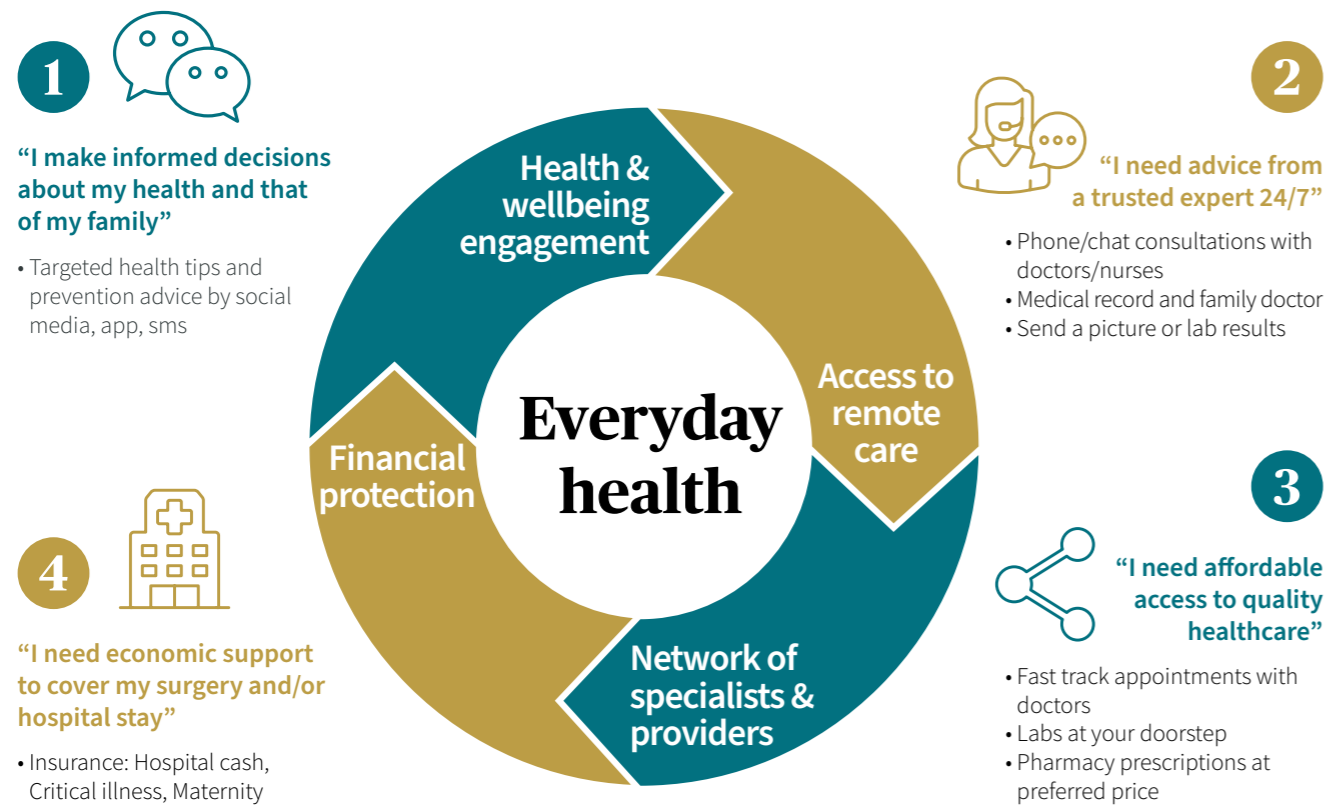 1
“I make informed decisions
about my health and that
of my family”
• Targeted health tips and
prevention advice by social
media, app, sms
2
“I need advice from
a trusted expert 24/7”
• Phone/chat consultations with
doctors/nurses
• Medical record and family doctor
• Send a picture or lab results
Health &
wellbeing
engagement
Access to
remote
care
Everyday
health
Financial
protection
Network of
specialists &
providers
3
“I need affordable
access to quality
healthcare”
• Fast track appointments with
doctors
• Labs at your doorstep
• Pharmacy prescriptions at
preferred price
4
“I need economic support
to cover my surgery and/or
hospital stay”
• Insurance: Hospital cash,
Critical illness, Maternity